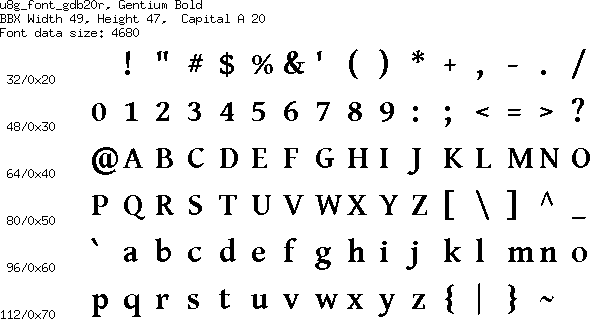 u8g_font_gdb20r, Gentium Bold
BBX Width 49, Height 47, Capital A 20
Font data size: 4680
32/0x20 ! " # $ % & ' ( ) * + , - . /
48/0x30 0 1 2 3 4 5 6 7 8 9 : ; < = > ?
64/0x40 @ A B C D E F G H I J K L M N O
80/0x50 P Q R S T U V W X Y Z [ \ ] ^ _
96/0x60 ` a b c d e f g h i j k l m n o
112/0x70 p q r s t u v w x y z { | } ~